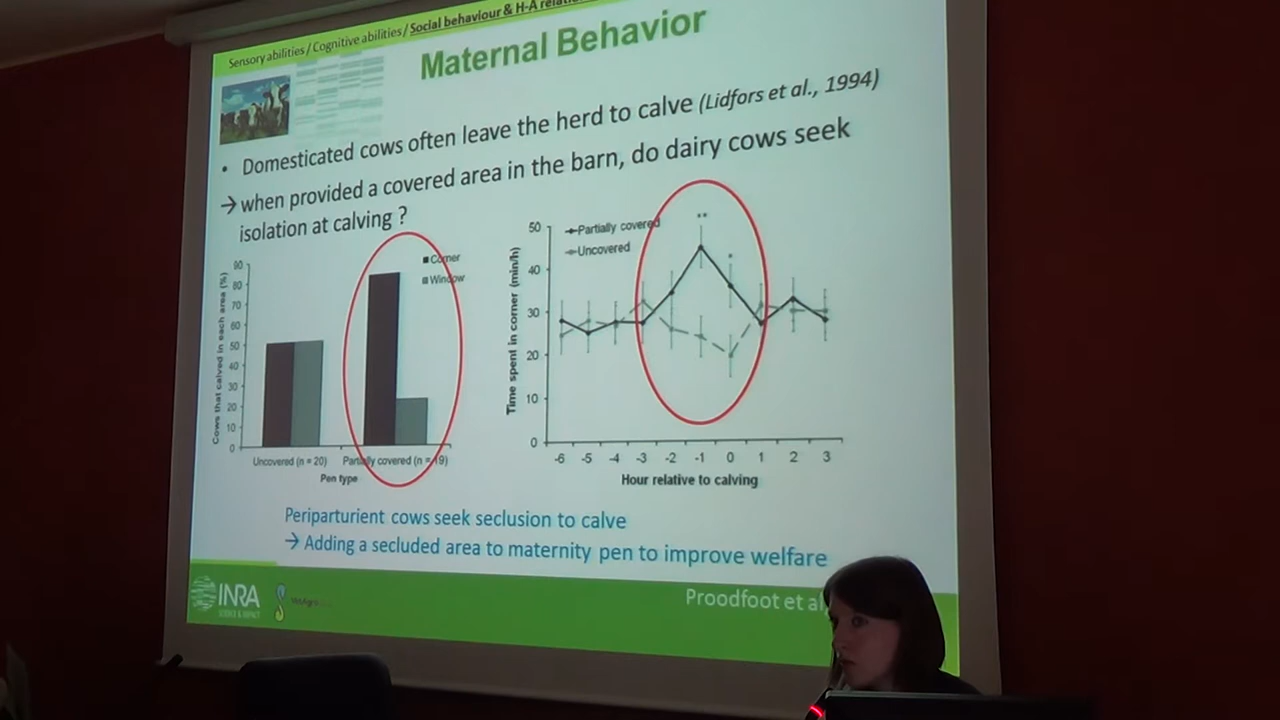 Sensory abilities / Cognitive abilities / Social behaviour & H-A
Maternal Behavior
• Domesticated cows often leave the herd to calve (Lidfors et al., 1994)
→ when provided a covered area in the barn, do dairy cows seek
isolation at calving ?
Cows that calved in each area (%)
90
80
70
60
50
40
30
20
10
0
Corner
Window
Uncovered (n = 20) Partially covered (n = 19)
Pen type
Time spent in corner (min/h)
50
40
30
20
10
0
Partially covered
Uncovered
**
*
-6 -5 -4 -3 -2 -1 0 1 2 3
Hour relative to calving
Periparturient cows seek seclusion to calve
→ Adding a secluded area to maternity pen to improve welfare
INRA
SCIENCE & IMPACT
Proodfoot et al